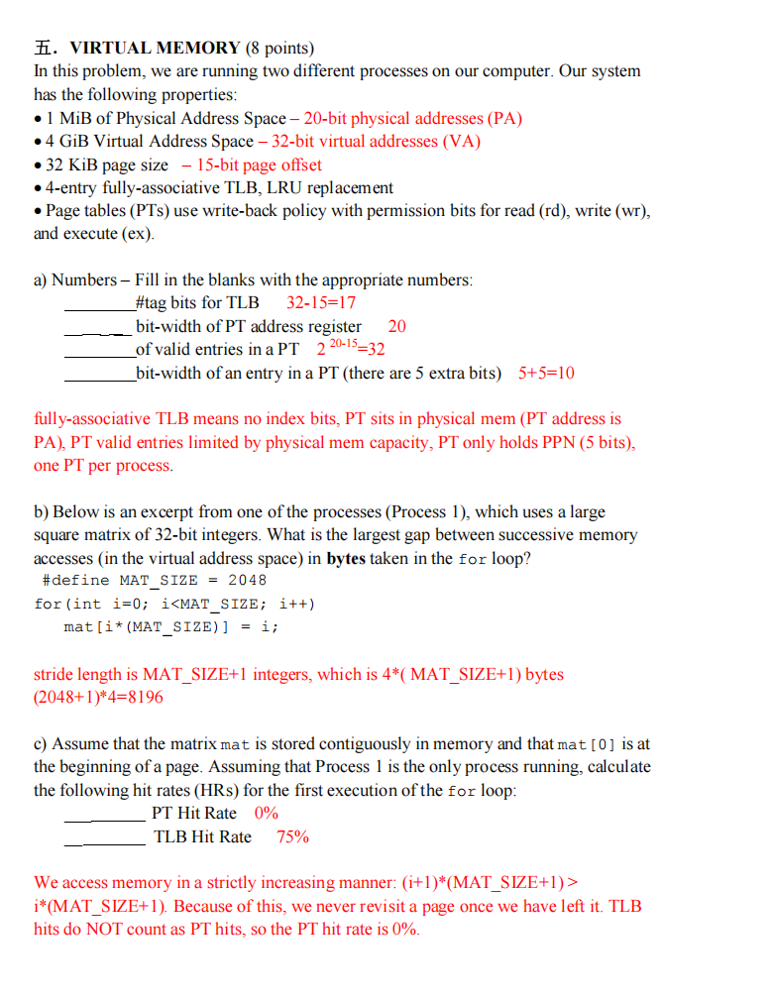 五．VIRTUAL MEMORY (8 points)
In this problem, we are running two different processes on our computer. Our system
has the following properties:
• 1 MiB of Physical Address Space – 20-bit physical addresses (PA)
• 4 GiB Virtual Address Space – 32-bit virtual addresses (VA)
• 32 KiB page size – 15-bit page offset
• 4-entry fully-associative TLB, LRU replacement
• Page tables (PTs) use write-back policy with permission bits for read (rd), write (wr),
and execute (ex).
a) Numbers – Fill in the blanks with the appropriate numbers:
________#tag bits for TLB 32-15=17
________ bit-width of PT address register 20
________of valid entries in a PT 2 20-15=32
________bit-width of an entry in a PT (there are 5 extra bits) 5+5=10
fully-associative TLB means no index bits, PT sits in physical mem (PT address is
PA), PT valid entries limited by physical mem capacity, PT only holds PPN (5 bits),
one PT per process.
b) Below is an excerpt from one of the processes (Process 1), which uses a large
square matrix of 32-bit integers. What is the largest gap between successive memory
accesses (in the virtual address space) in bytes taken in the for loop?
#define MAT_SIZE = 2048
for(int i=0; i<MAT_SIZE; i++)
mat[i*(MAT_SIZE)] = i;
stride length is MAT_SIZE+1 integers, which is 4*( MAT_SIZE+1) bytes
(2048+1)*4=8196
c) Assume that the matrix mat is stored contiguously in memory and that mat[0] is at
the beginning of a page. Assuming that Process 1 is the only process running, calculate
the following hit rates (HRs) for the first execution of the for loop:
________ PT Hit Rate 0%
________ TLB Hit Rate 75%
We access memory in a strictly increasing manner: (i+1)*(MAT_SIZE+1) >
i*(MAT_SIZE+1). Because of this, we never revisit a page once we have left it. TLB
hits do NOT count as PT hits, so the PT hit rate is 0%.